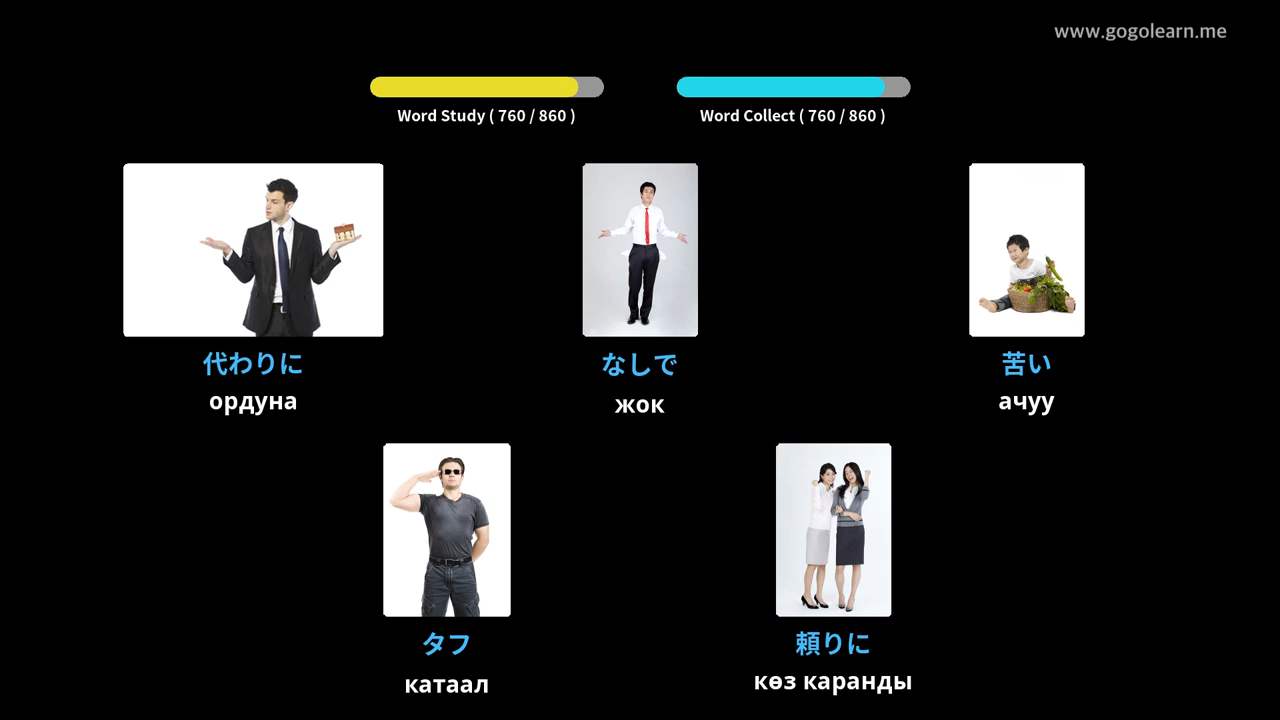 www.gogolearn.me
Word Study ( 760 / 860 )
Word Collect ( 760 / 860 )
代わりに
ордуна
なしで
жок
苦い
ачуу
タフ
катаал
頼りに
көз каранды